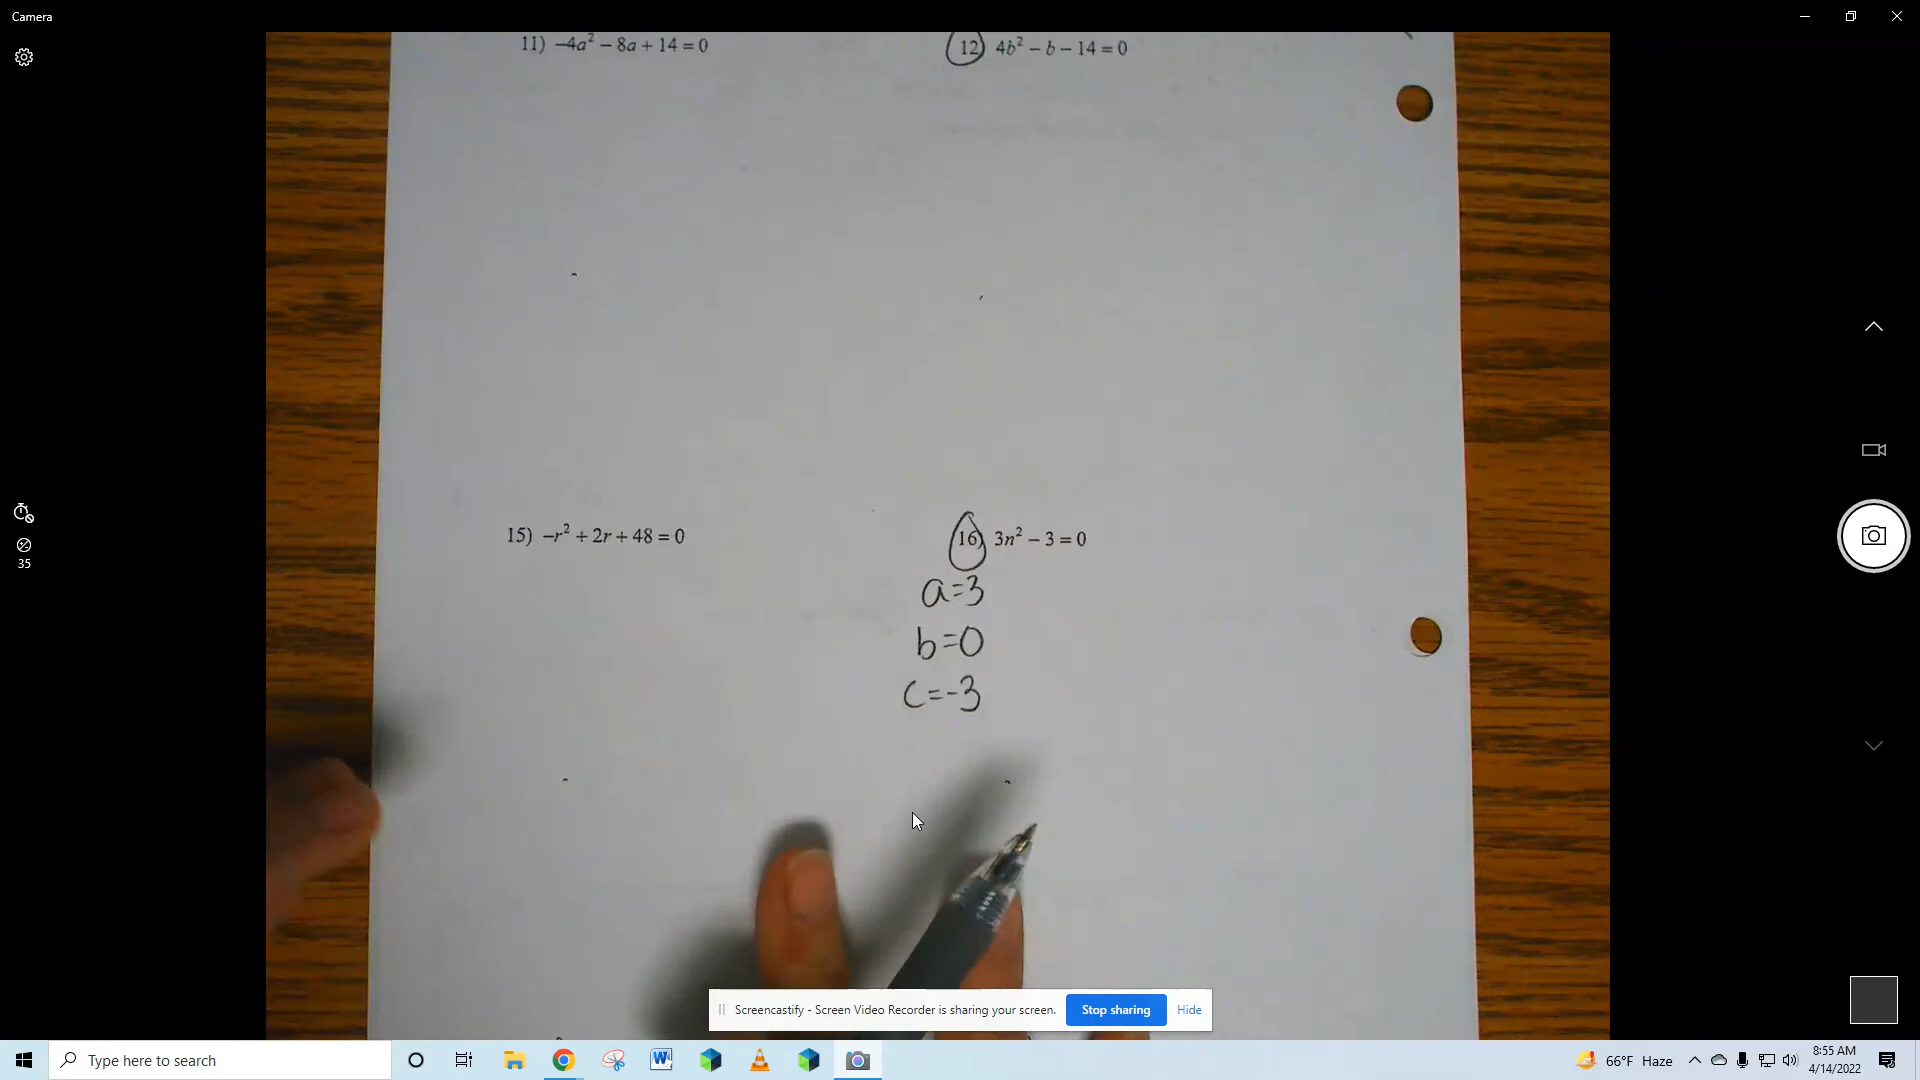 Camera
11) −4a² − 8a + 14 = 0
12) 4b² − b − 14 = 0
15) −r² + 2r + 48 = 0
16) 3n² − 3 = 0
a=3
b=0
c=-3
35
Screencastify - Screen Video Recorder is sharing your screen.
Stop sharing
Hide
Type here to search
66°F Haze
8:55 AM
4/14/2022